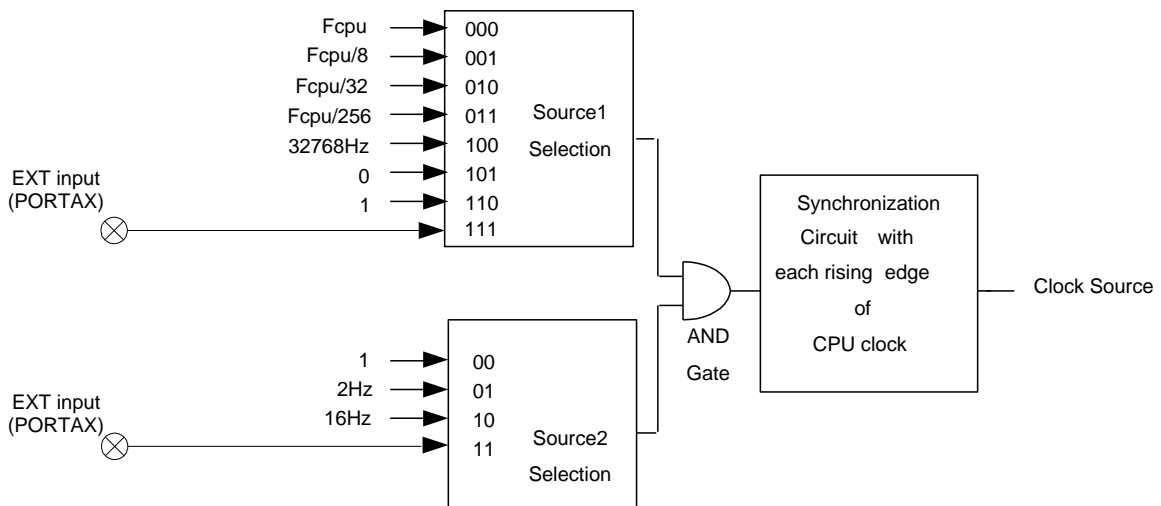 Fcpu
000
Fcpu/8
001
Fcpu/32
010
Fcpu/256
011
32768Hz
100
0
101
1
110
111
Source1
Selection
EXT input
(PORTAX)
1
00
2Hz
01
16Hz
10
11
Source2
Selection
EXT input
(PORTAX)
AND
Gate
Synchronization
Circuit with
each rising edge
of
CPU clock
Clock Source